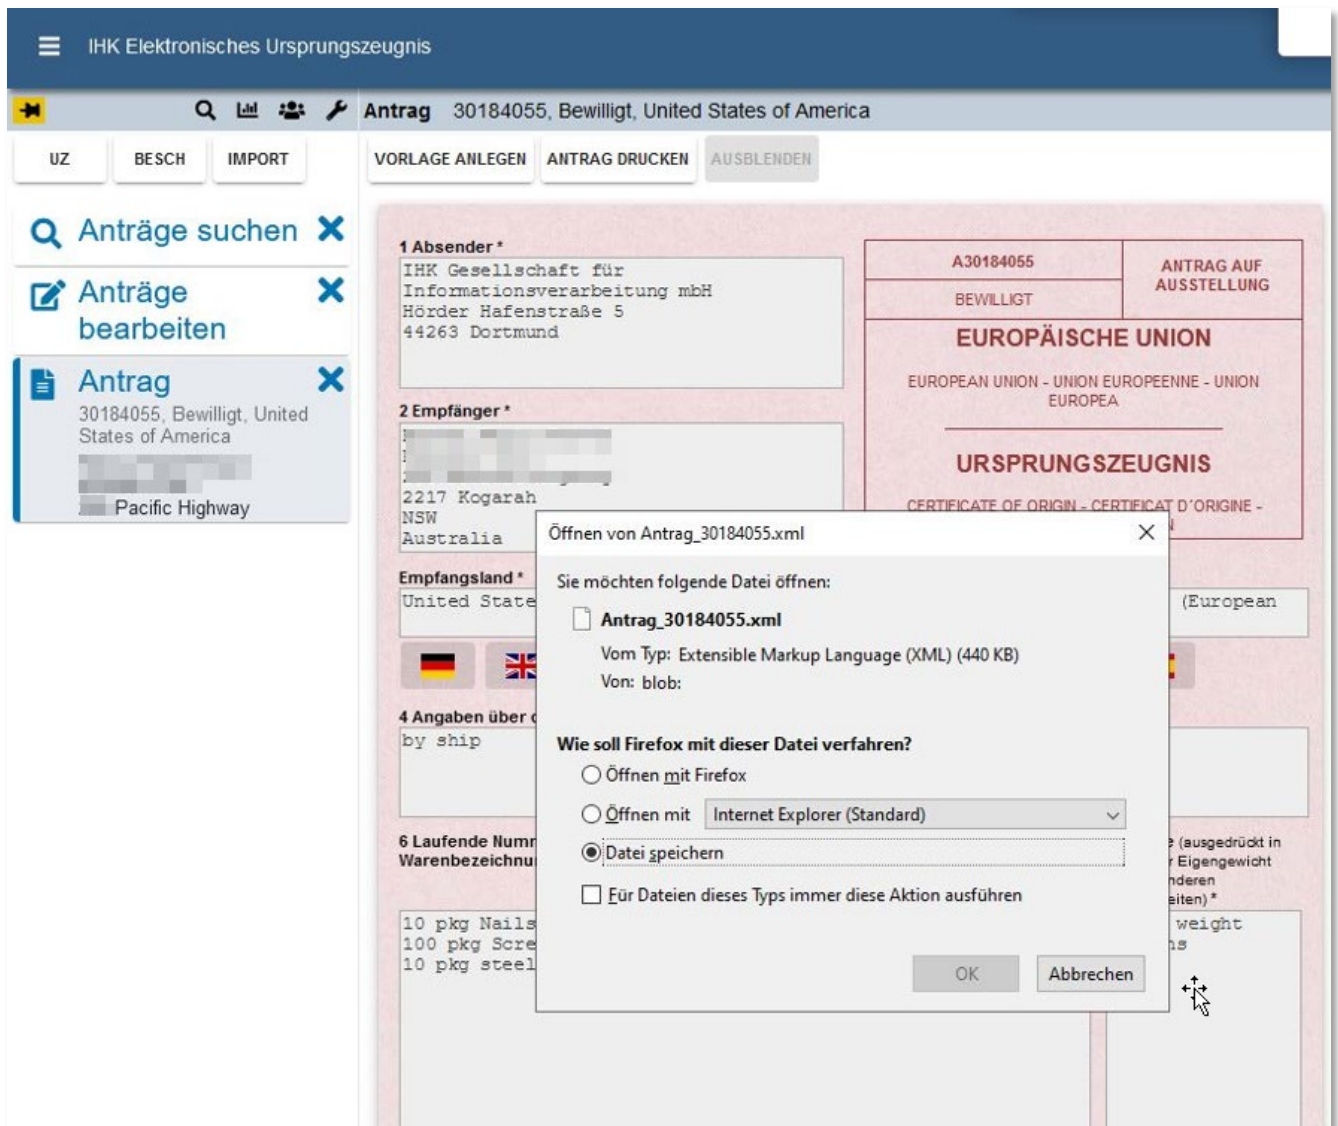 IHK Elektronisches Ursprungszeugnis
Antrag 30184055, Bewilligt, United States of America
UZ BESCH IMPORT
VORLAGE ANLEGEN ANTRAG DRUCKEN AUSBLENDEN
Anträge suchen
Anträge
bearbeiten
Antrag
30184055, Bewilligt, United
States of America
Pacific Highway
1 Absender *
IHK Gesellschaft für
Informationsverarbeitung mbH
Hörder Hafenstraße 5
44263 Dortmund
A30184055
BEWILLIGT
ANTRAG AUF
AUSSTELLUNG
EUROPÄISCHE UNION
EUROPEAN UNION - UNION EUROPEENNE - UNION
EUROPEA
URSPRUNGSZEUGNIS
CERTIFICATE OF ORIGIN - CERTIFICAT D´ORIGINE -
2 Empfänger *
2217 Kogarah
NSW
Australia
Empfangsland *
United State
(European
4 Angaben über
by ship
6 Laufende Numr
Warenbezeichnu
(ausgedrückt in
Eigengewicht
nderen
eiten) *
10 pkg Nails
100 pkg Scre
10 pkg steel
weight
Öffnen von Antrag_30184055.xml
Sie möchten folgende Datei öffnen:
Antrag_30184055.xml
Vom Typ: Extensible Markup Language (XML) (440 KB)
Von: blob:
Wie soll Firefox mit dieser Datei verfahren?
Öffnen mit Firefox
Öffnen mit Internet Explorer (Standard)
Datei speichern
Für Dateien dieses Typs immer diese Aktion ausführen
OK Abbrechen